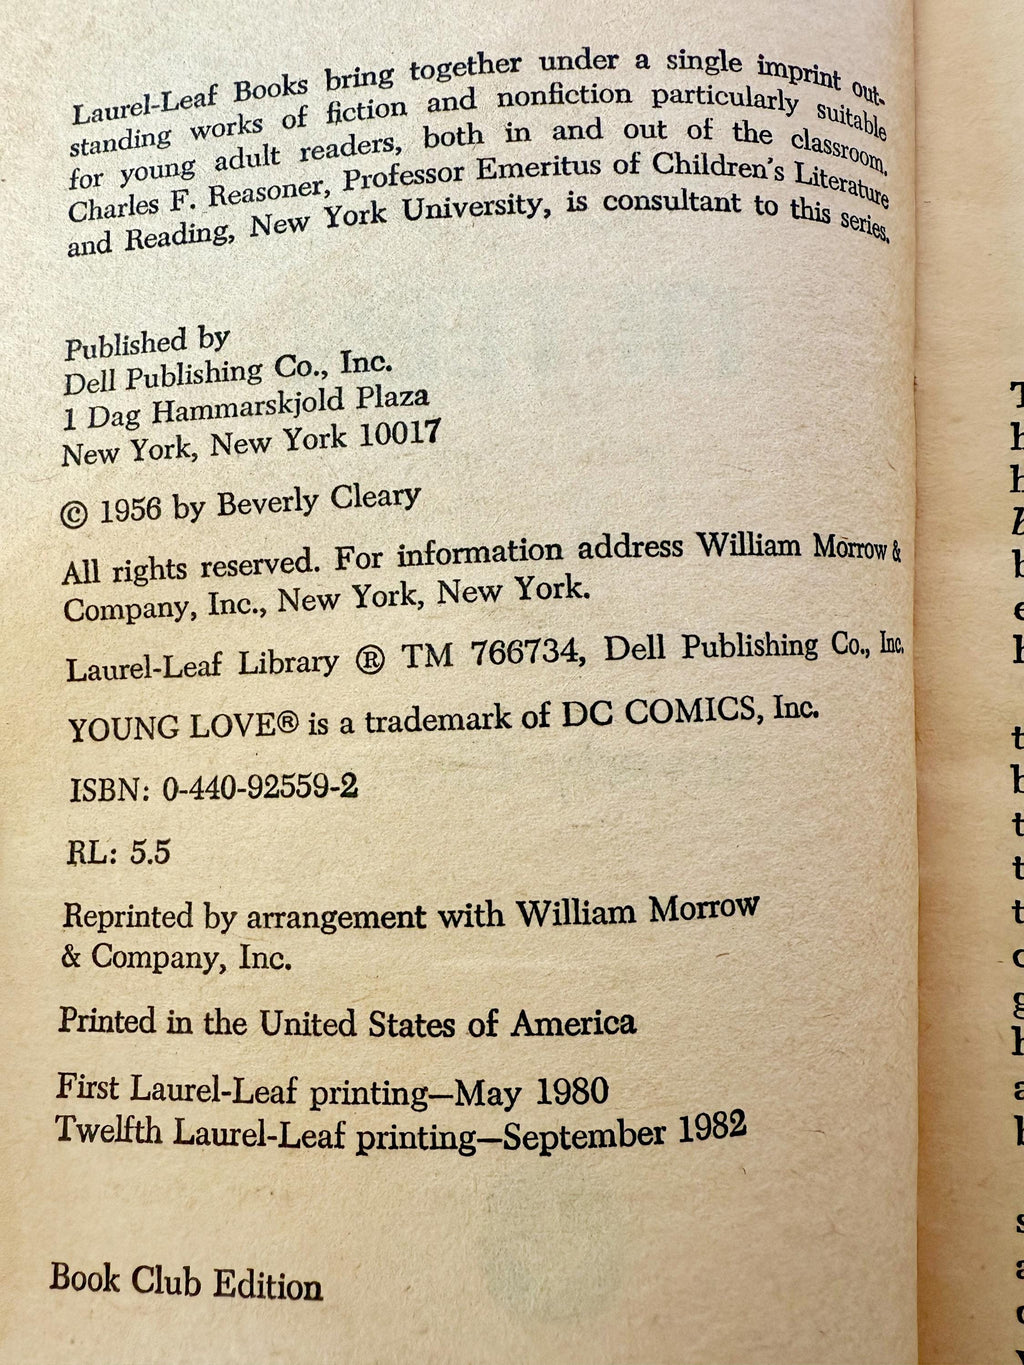 Laurel-Leaf Books bring together under a single imprint out-
standing works of fiction and nonfiction particularly suitable
for young adult readers, both in and out of the classroom.
Charles F. Reasoner, Professor Emeritus of Children's Literature
and Reading, New York University, is consultant to this series.
Published by
Dell Publishing Co., Inc.
1 Dag Hammarskjold Plaza
New York, New York 10017
© 1956 by Beverly Cleary
All rights reserved. For information address William Morrow &
Company, Inc., New York, New York.
Laurel-Leaf Library ® TM 766734, Dell Publishing Co., Inc.
YOUNG LOVE® is a trademark of DC COMICS, Inc.
ISBN: 0-440-92559-2
RL: 5.5
Reprinted by arrangement with William Morrow
& Company, Inc.
Printed in the United States of America
First Laurel-Leaf printing—May 1980
Twelfth Laurel-Leaf printing—September 1982
Book Club Edition